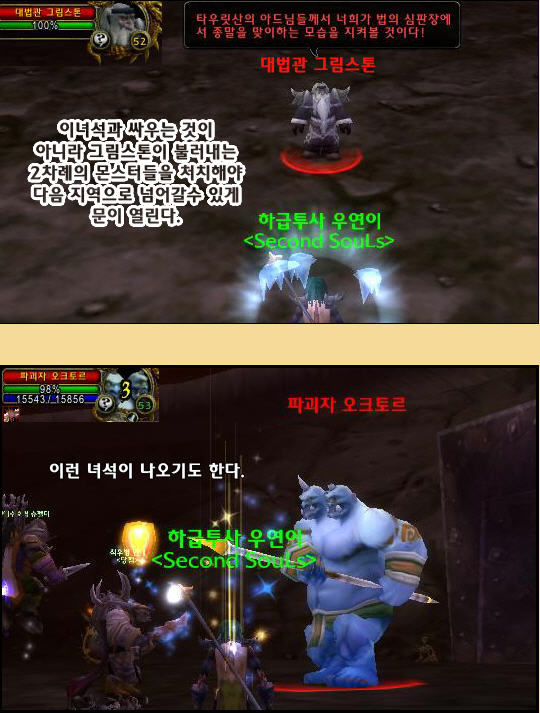 대법관 그림스톤
100%
52
타우릿산의 아드님들께서 너희가 법의 심판장에
서 종말을 맞이하는 모습을 지켜볼 것이다!
대법관 그림스톤
이녀석과 싸우는 것이
아니라 그림스톤이 불러내는
2차례의 몬스터들을 처치해야
다음 지역으로 넘어갈수 있게
문이 열린다.
하급투사 우연이
<Second SouLs>
파괴자 오크토르
98%
15543 / 15856
3
53
파괴자 오크토르
이런 녀석이 나오기도 한다.
하급투사 우연이
<Second SouLs>